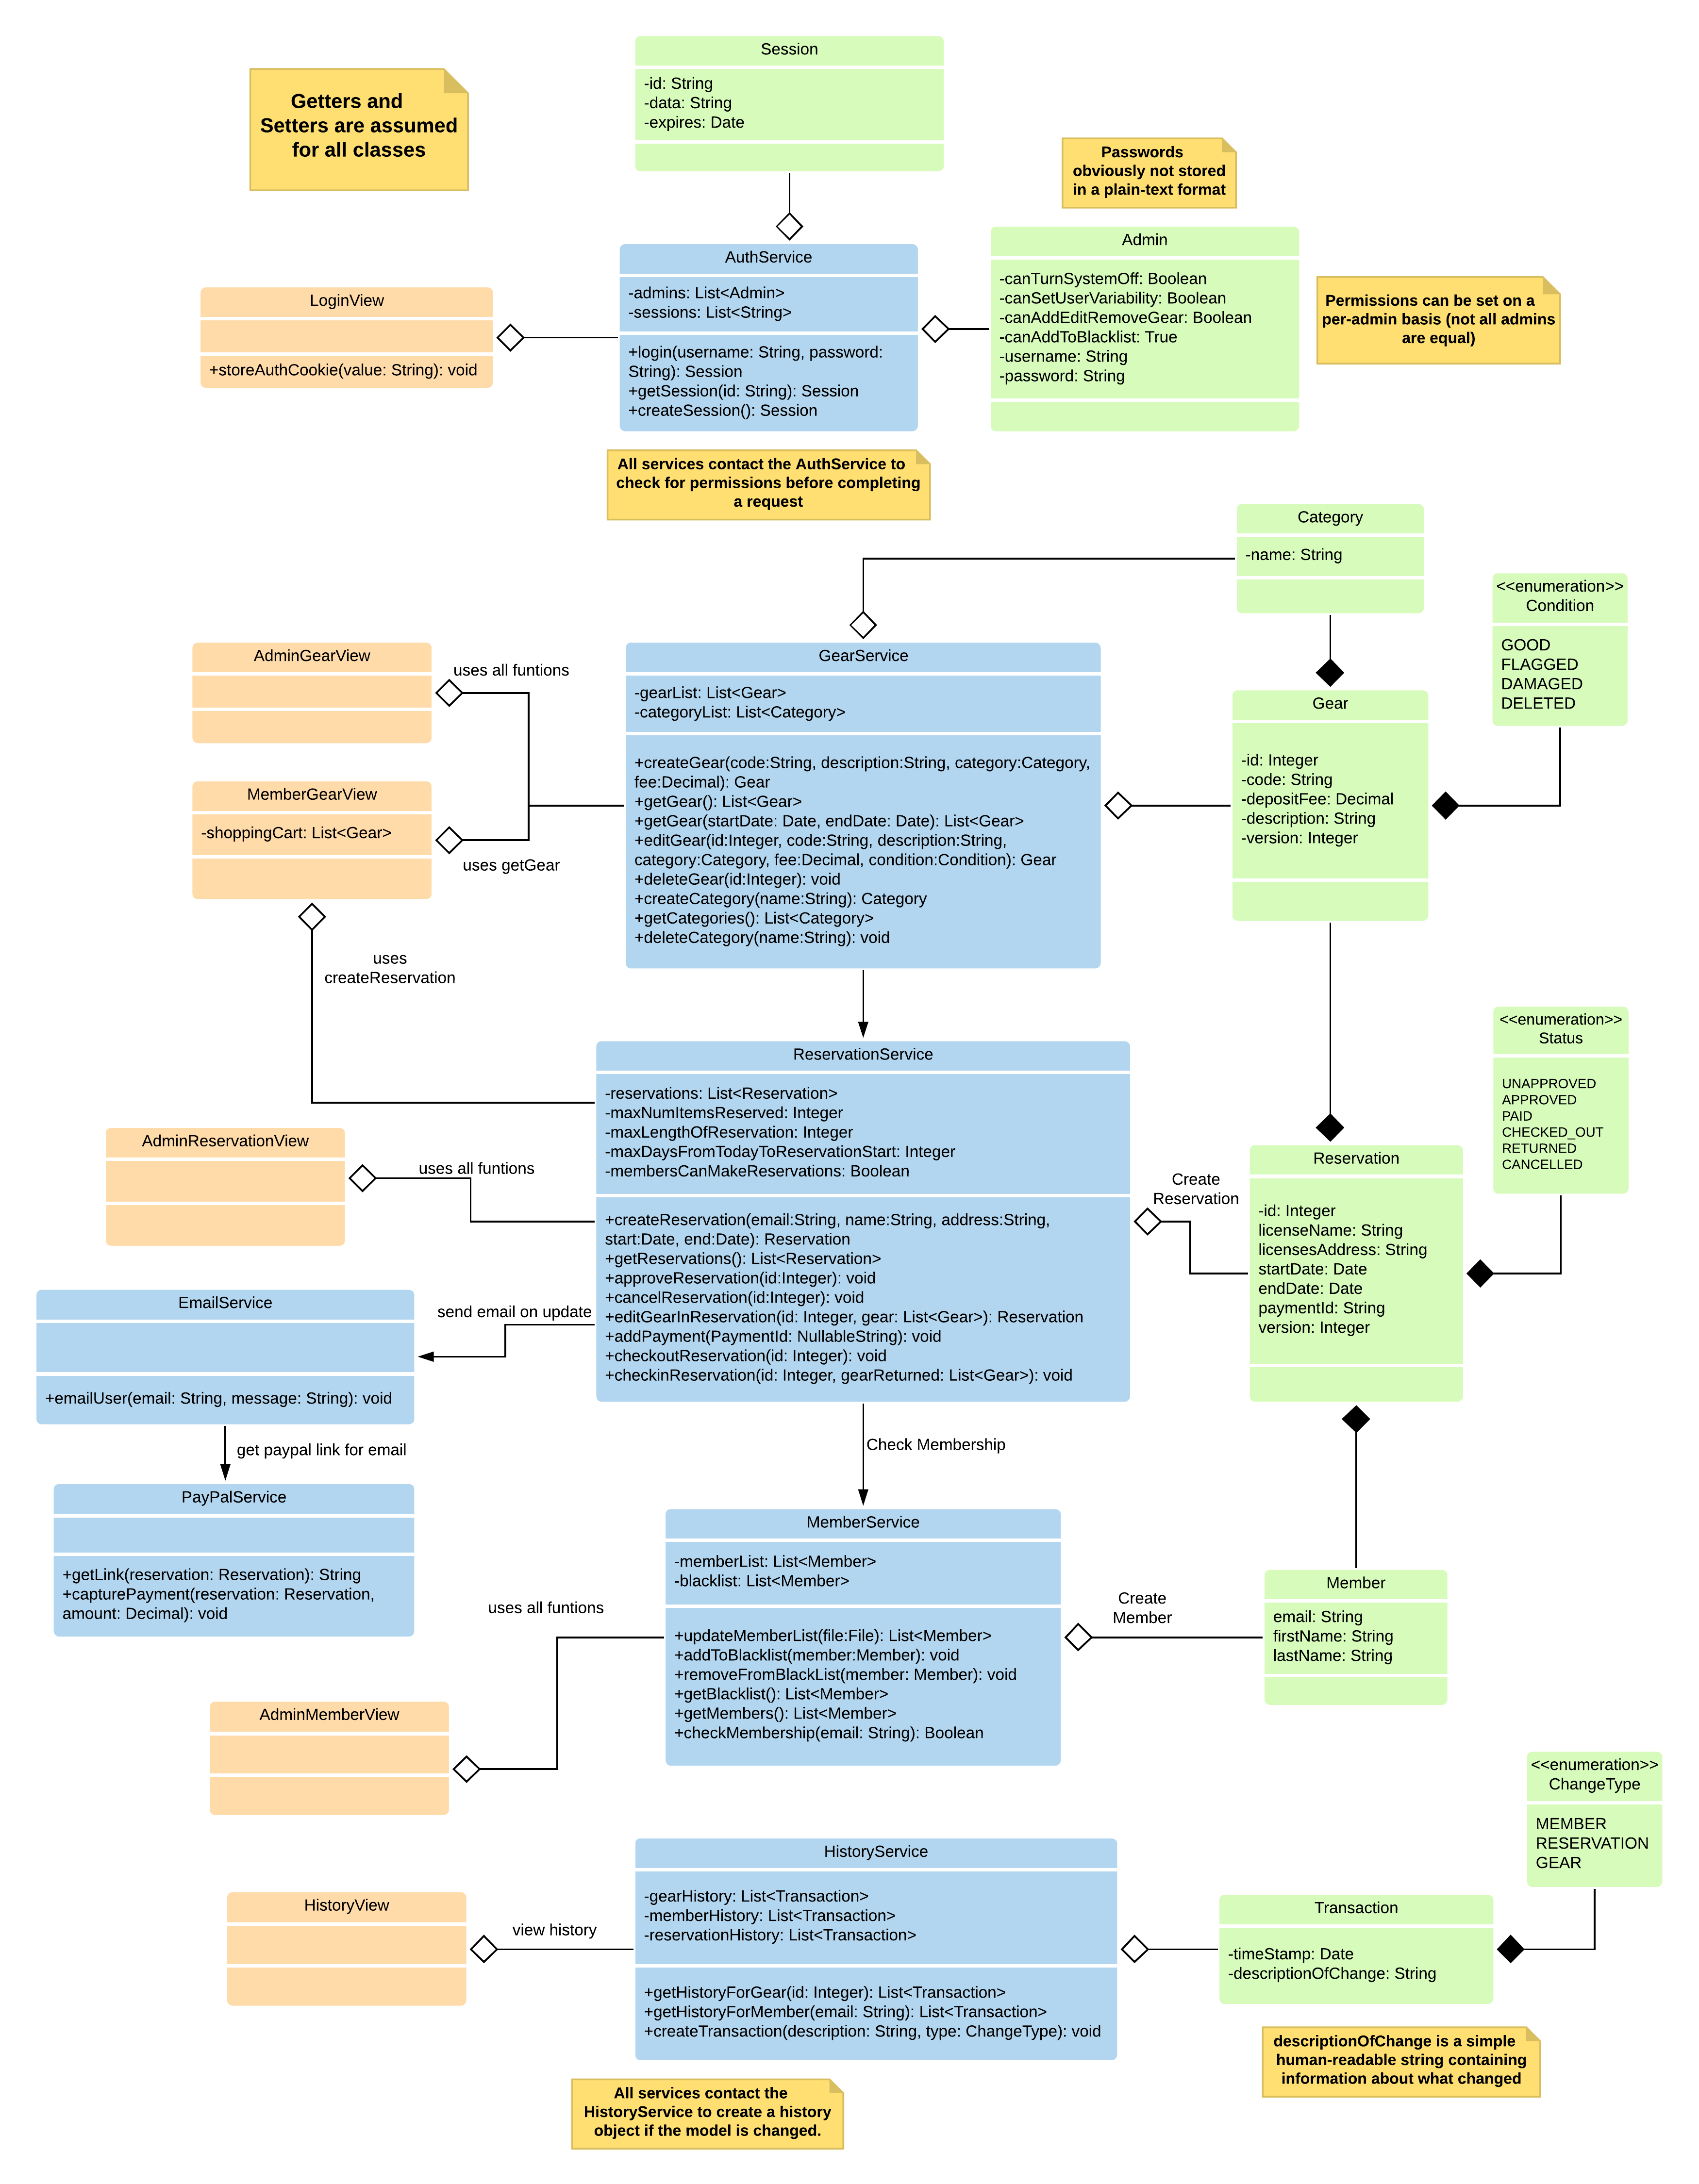 Session
-id: String
-data: String
-expires: Date
Getters and
Setters are assumed
for all classes
Passwords
obviously not stored
in a plain-text format
Admin
-canTurnSystemOff: Boolean
-canSetUserVariability: Boolean
-canAddEditRemoveGear: Boolean
-canAddToBlacklist: True
-username: String
-password: String
Permissions can be set on a
per-admin basis (not all admins
are equal)
AuthService
-admins: List<Admin>
-sessions: List<String>
+login(username: String, password:
String): Session
+getSession(id: String): Session
+createSession(): Session
LoginView
+storeAuthCookie(value: String): void
All services contact the AuthService to
check for permissions before completing
a request
Category
-name: String
<<enumeration>>
Condition
GOOD
FLAGGED
DAMAGED
DELETED
AdminGearView
uses all funtions
GearService
-gearList: List<Gear>
-categoryList: List<Category>
+createGear(code:String, description:String, category:Category,
fee:Decimal): Gear
+getGear(): List<Gear>
+getGear(startDate: Date, endDate: Date): List<Gear>
+editGear(id:Integer, code:String, description:String,
category:Category, fee:Decimal, condition:Condition): Gear
+deleteGear(id:Integer): void
+createCategory(name:String): Category
+getCategories(): List<Category>
+deleteCategory(name:String): void
Gear
-id: Integer
-code: String
-depositFee: Decimal
-description: String
-version: Integer
MemberGearView
-shoppingCart: List<Gear>
uses getGear
uses
createReservation
<<enumeration>>
Status
UNAPPROVED
APPROVED
PAID
CHECKED_OUT
RETURNED
CANCELLED
ReservationService
-reservations: List<Reservation>
-maxNumItemsReserved: Integer
-maxLengthOfReservation: Integer
-maxDaysFromTodayToReservationStart: Integer
-membersCanMakeReservations: Boolean
+createReservation(email:String, name:String, address:String,
start:Date, end:Date): Reservation
+getReservations(): List<Reservation>
+approveReservation(id:Integer): void
+cancelReservation(id:Integer): void
+editGearInReservation(id: Integer, gear: List<Gear>): Reservation
+addPayment(PaymentId: NullableString): void
+checkoutReservation(id: Integer): void
+checkinReservation(id: Integer, gearReturned: List<Gear>): void
AdminReservationView
uses all funtions
Create
Reservation
Reservation
-id: Integer
licenseName: String
licensesAddress: String
startDate: Date
endDate: Date
paymentId: String
version: Integer
EmailService
+emailUser(email: String, message: String): void
send email on update
get paypal link for email
PayPalService
+getLink(reservation: Reservation): String
+capturePayment(reservation: Reservation,
amount: Decimal): void
Check Membership
MemberService
-memberList: List<Member>
-blacklist: List<Member>
+updateMemberList(file:File): List<Member>
+addToBlacklist(member:Member): void
+removeFromBlackList(member: Member): void
+getBlacklist(): List<Member>
+getMembers(): List<Member>
+checkMembership(email: String): Boolean
uses all funtions
Create
Member
Member
email: String
firstName: String
lastName: String
AdminMemberView
<<enumeration>>
ChangeType
MEMBER
RESERVATION
GEAR
HistoryService
-gearHistory: List<Transaction>
-memberHistory: List<Transaction>
-reservationHistory: List<Transaction>
+getHistoryForGear(id: Integer): List<Transaction>
+getHistoryForMember(email: String): List<Transaction>
+createTransaction(description: String, type: ChangeType): void
HistoryView
view history
Transaction
-timeStamp: Date
-descriptionOfChange: String
descriptionOfChange is a simple
human-readable string containing
information about what changed
All services contact the
HistoryService to create a history
object if the model is changed.